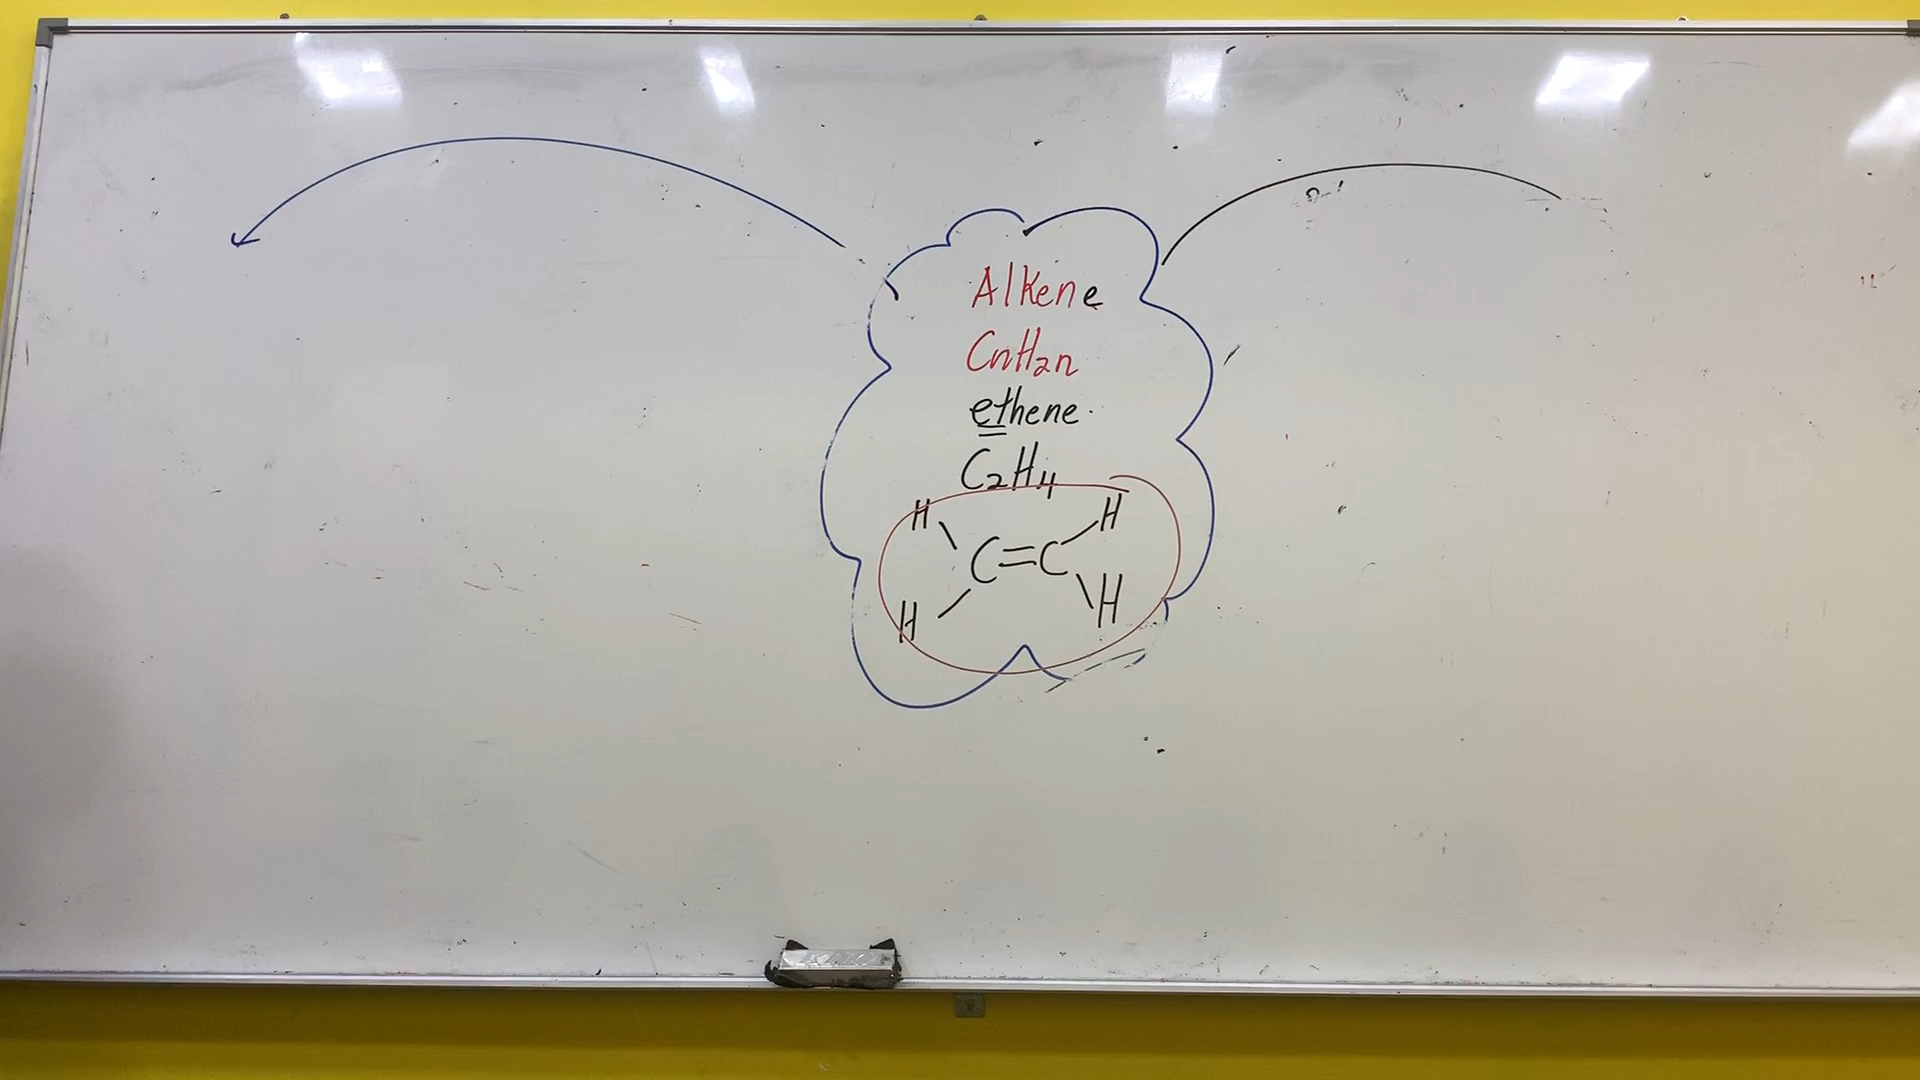 Alkene
CnH2n
ethene.
C2H4
H H
C=C
H H